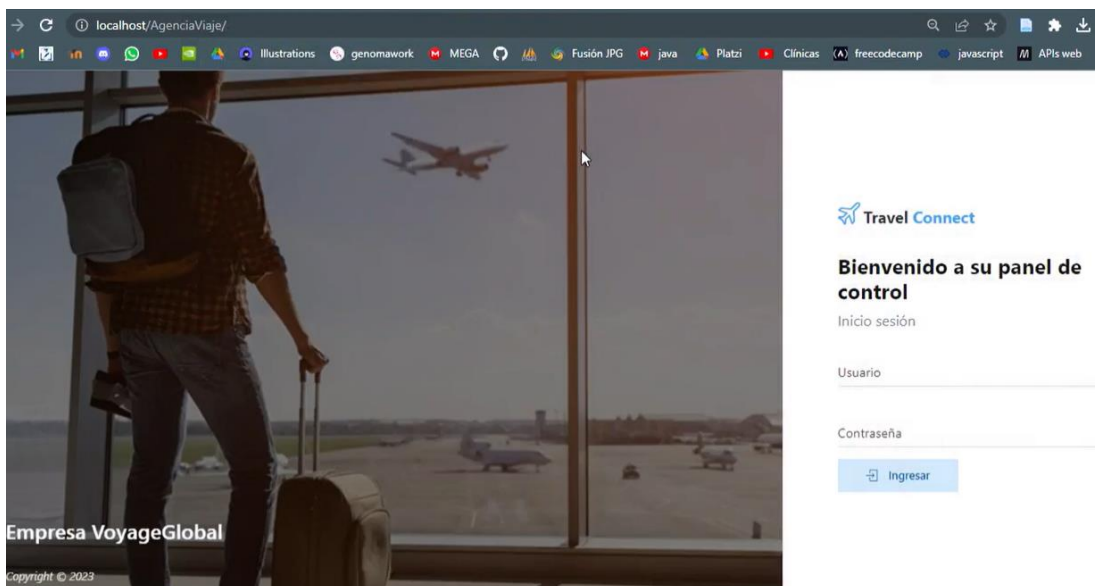 localhost/AgenciaViaje/
Illustrations genomawork MEGA Fusión JPG java Platzi Clínicas freecodecamp javascript APIs web
Travel Connect
Bienvenido a su panel de
control
Inicio sesión
Usuario
Contraseña
Ingresar
Empresa VoyageGlobal
Copyright © 2023